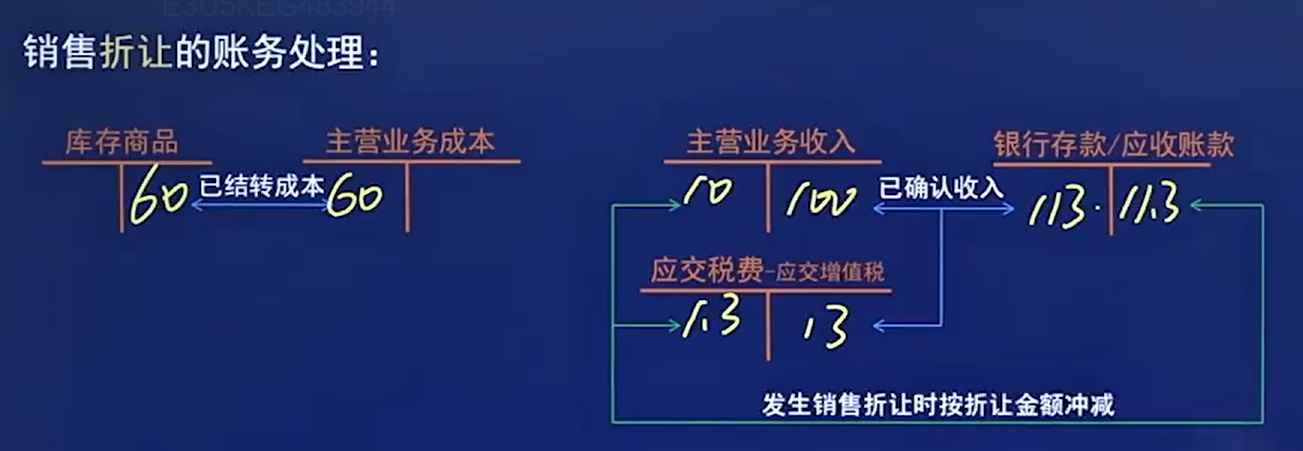 E3U5KEG483944
销售折让的账务处理：
库存商品 主营业务成本 主营业务收入 银行存款/应收账款
60 已结转成本 60 10 100 已确认收入 113. 11.3
应交税费-应交增值税
1.3 13
发生销售折让时按折让金额冲减